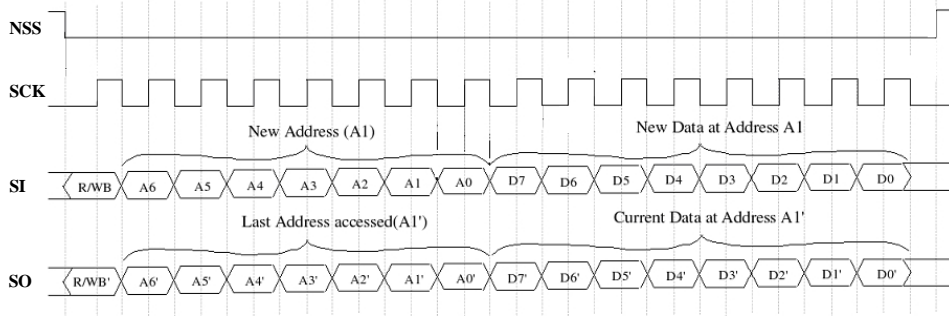 NSS
SCK
New Address (A1) New Data at Address A1
SI R/WB A6 A5 A4 A3 A2 A1 A0 D7 D6 D5 D4 D3 D2 D1 D0
Last Address accessed(A1') Current Data at Address A1'
SO R/WB' A6' A5' A4' A3' A2' A1' A0' D7' D6' D5' D4' D3' D2' D1' D0'